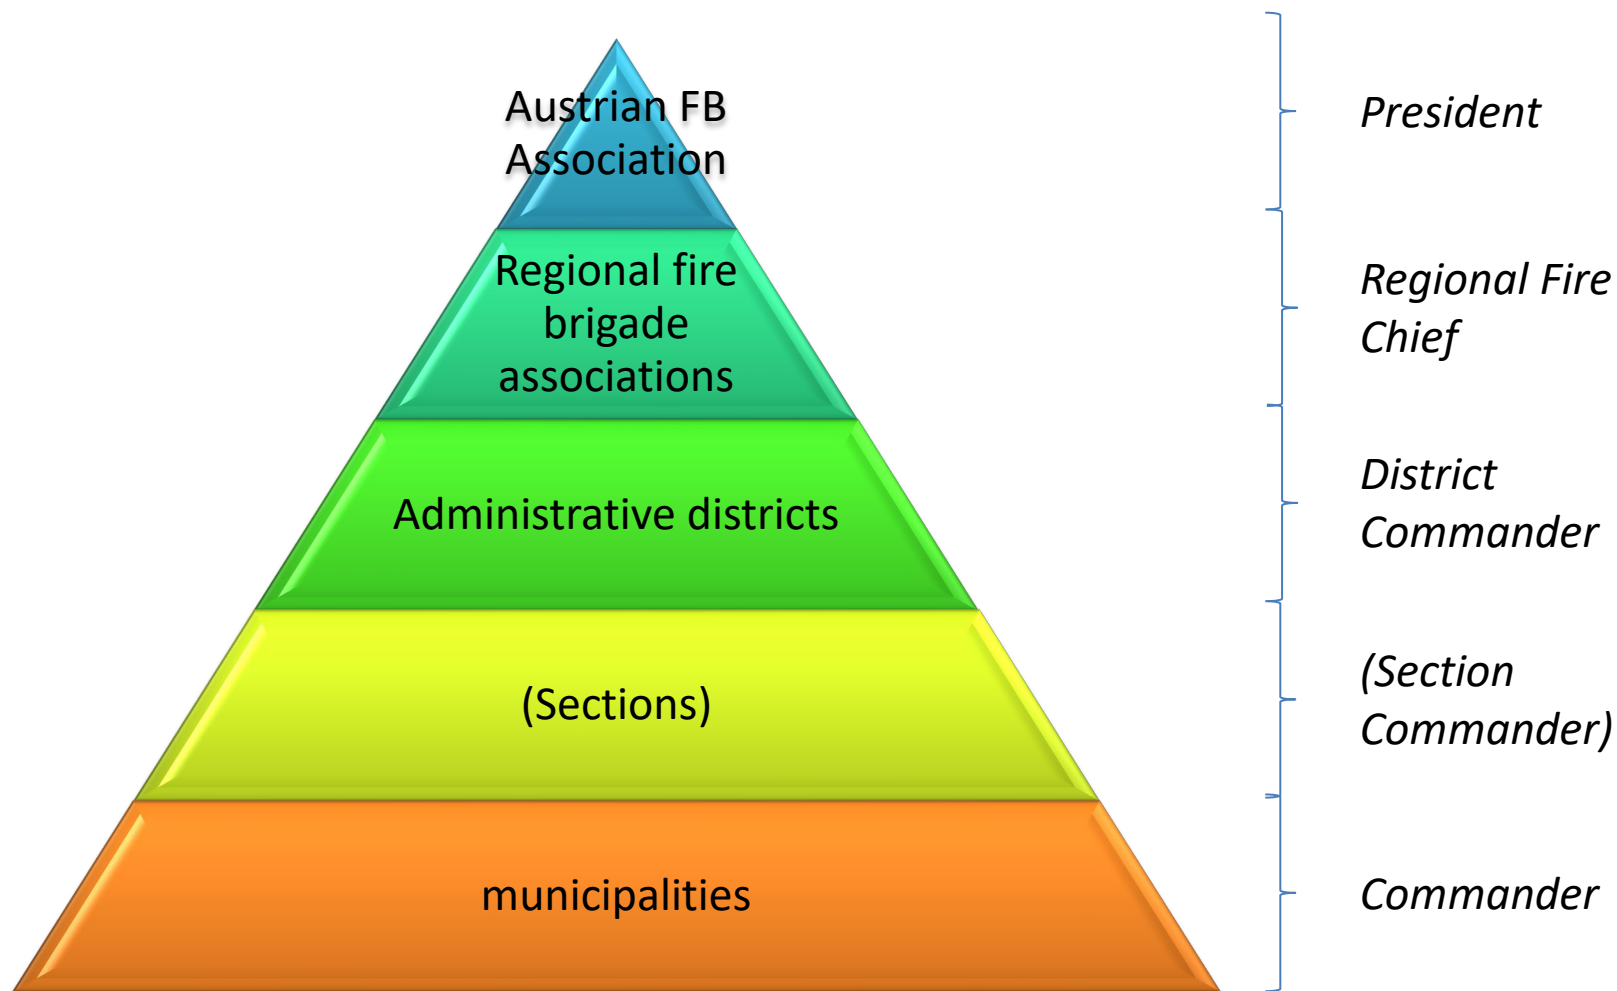 Austrian FB
Association
President
Regional fire
brigade
associations
Regional Fire
Chief
Administrative districts
District
Commander
(Sections)
(Section
Commander)
municipalities
Commander